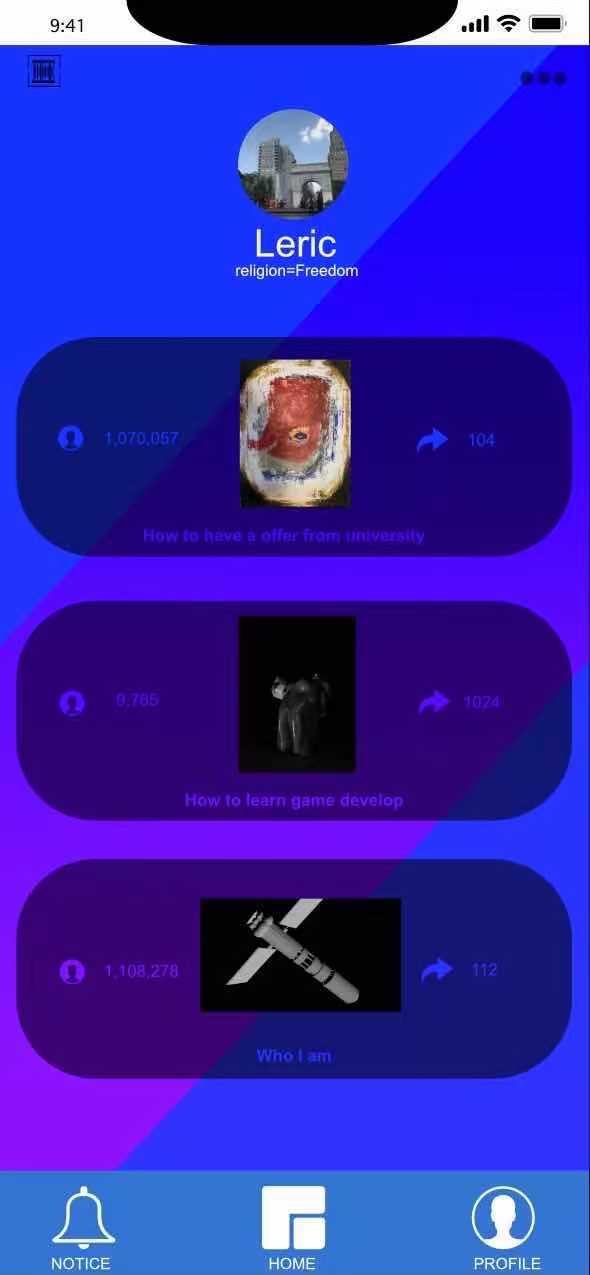 9:41
Leric
religion=Freedom
1,070,057
104
How to have a offer from university
9,765
1024
How to learn game develop
1,108,278
112
Who I am
NOTICE
HOME
PROFILE